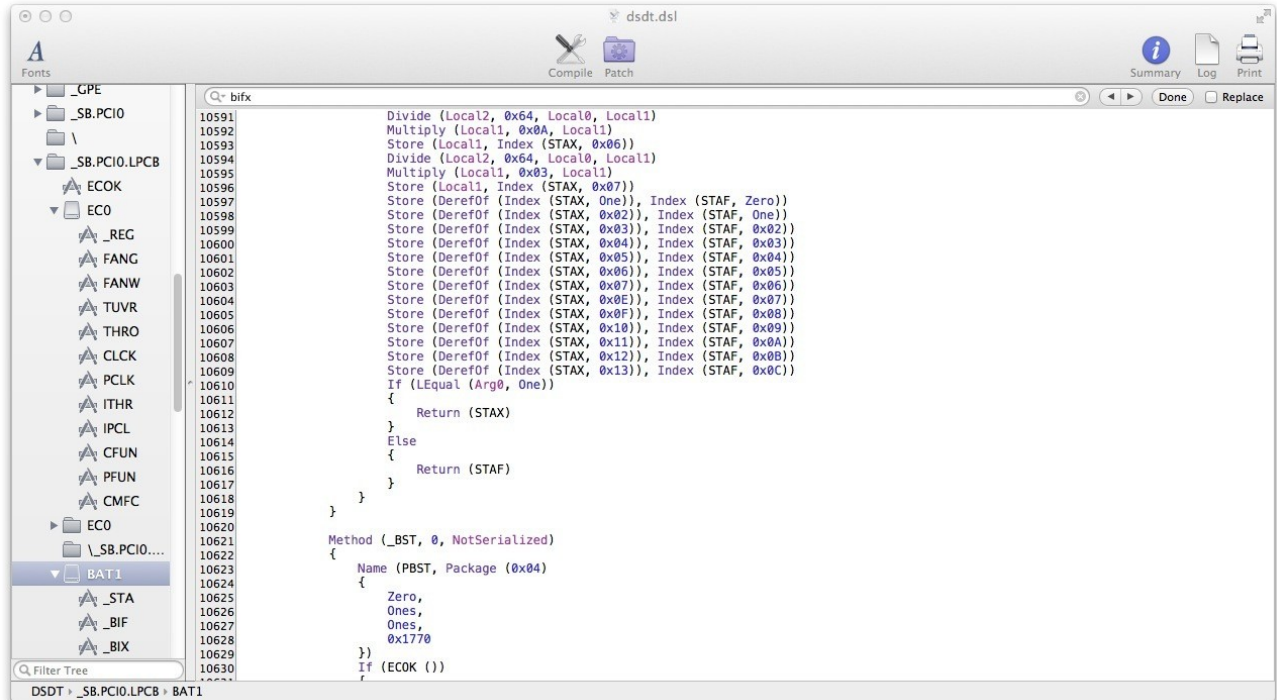 dsdt.dsl
A
Fonts
Compile
Patch
Summary
Log
Print
_GPE
_SB.PCI0
\
_SB.PCI0.LPCB
ECOK
EC0
_REG
FANG
FANW
TUVR
THRO
CLCK
PCLK
ITHR
IPCL
CFUN
PFUN
CMFC
EC0
\_SB.PCI0....
BAT1
_STA
_BIF
_BIX
Filter Tree
bifx
Done
Replace
10591 Divide (Local2, 0x64, Local0, Local1)
10592 Multiply (Local1, 0x0A, Local1)
10593 Store (Local1, Index (STAX, 0x06))
10594 Divide (Local2, 0x64, Local0, Local1)
10595 Multiply (Local1, 0x03, Local1)
10596 Store (Local1, Index (STAX, 0x07))
10597 Store (DerefOf (Index (STAX, One)), Index (STAF, Zero))
10598 Store (DerefOf (Index (STAX, 0x02)), Index (STAF, One))
10599 Store (DerefOf (Index (STAX, 0x03)), Index (STAF, 0x02))
10600 Store (DerefOf (Index (STAX, 0x04)), Index (STAF, 0x03))
10601 Store (DerefOf (Index (STAX, 0x05)), Index (STAF, 0x04))
10602 Store (DerefOf (Index (STAX, 0x06)), Index (STAF, 0x05))
10603 Store (DerefOf (Index (STAX, 0x07)), Index (STAF, 0x06))
10604 Store (DerefOf (Index (STAX, 0x0E)), Index (STAF, 0x07))
10605 Store (DerefOf (Index (STAX, 0x0F)), Index (STAF, 0x08))
10606 Store (DerefOf (Index (STAX, 0x10)), Index (STAF, 0x09))
10607 Store (DerefOf (Index (STAX, 0x11)), Index (STAF, 0x0A))
10608 Store (DerefOf (Index (STAX, 0x12)), Index (STAF, 0x0B))
10609 Store (DerefOf (Index (STAX, 0x13)), Index (STAF, 0x0C))
10610 If (LEqual (Arg0, One))
10611 {
10612 Return (STAX)
10613 }
10614 Else
10615 {
10616 Return (STAF)
10617 }
10618 }
10619 }
10620
10621 Method (_BST, 0, NotSerialized)
10622 {
10623 Name (PBST, Package (0x04)
10624 {
10625 Zero,
10626 Ones,
10627 Ones,
10628 0x1770
10629 })
10630 If (ECOK ())
DSDT ▸ _SB.PCI0.LPCB ▸ BAT1